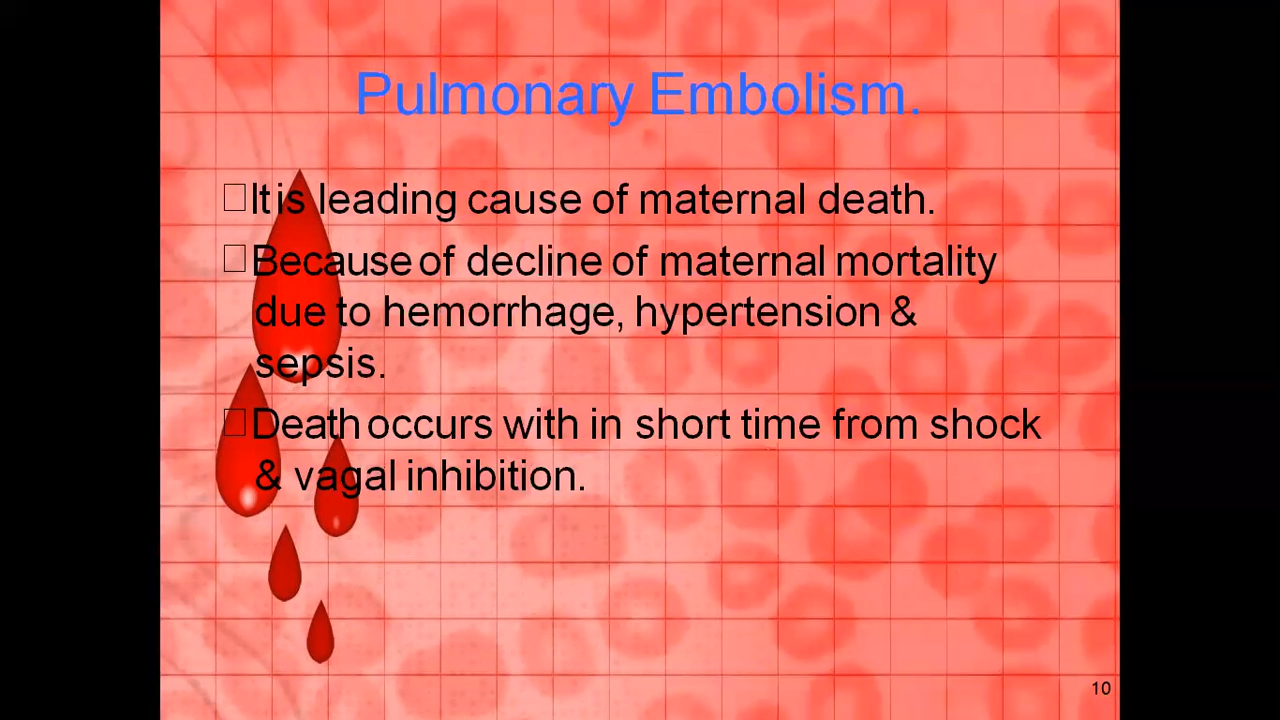 Pulmonary Embolism.
It is leading cause of maternal death.
Because of decline of maternal mortality
due to hemorrhage, hypertension &
sepsis.
Death occurs with in short time from shock
& vagal inhibition.
10